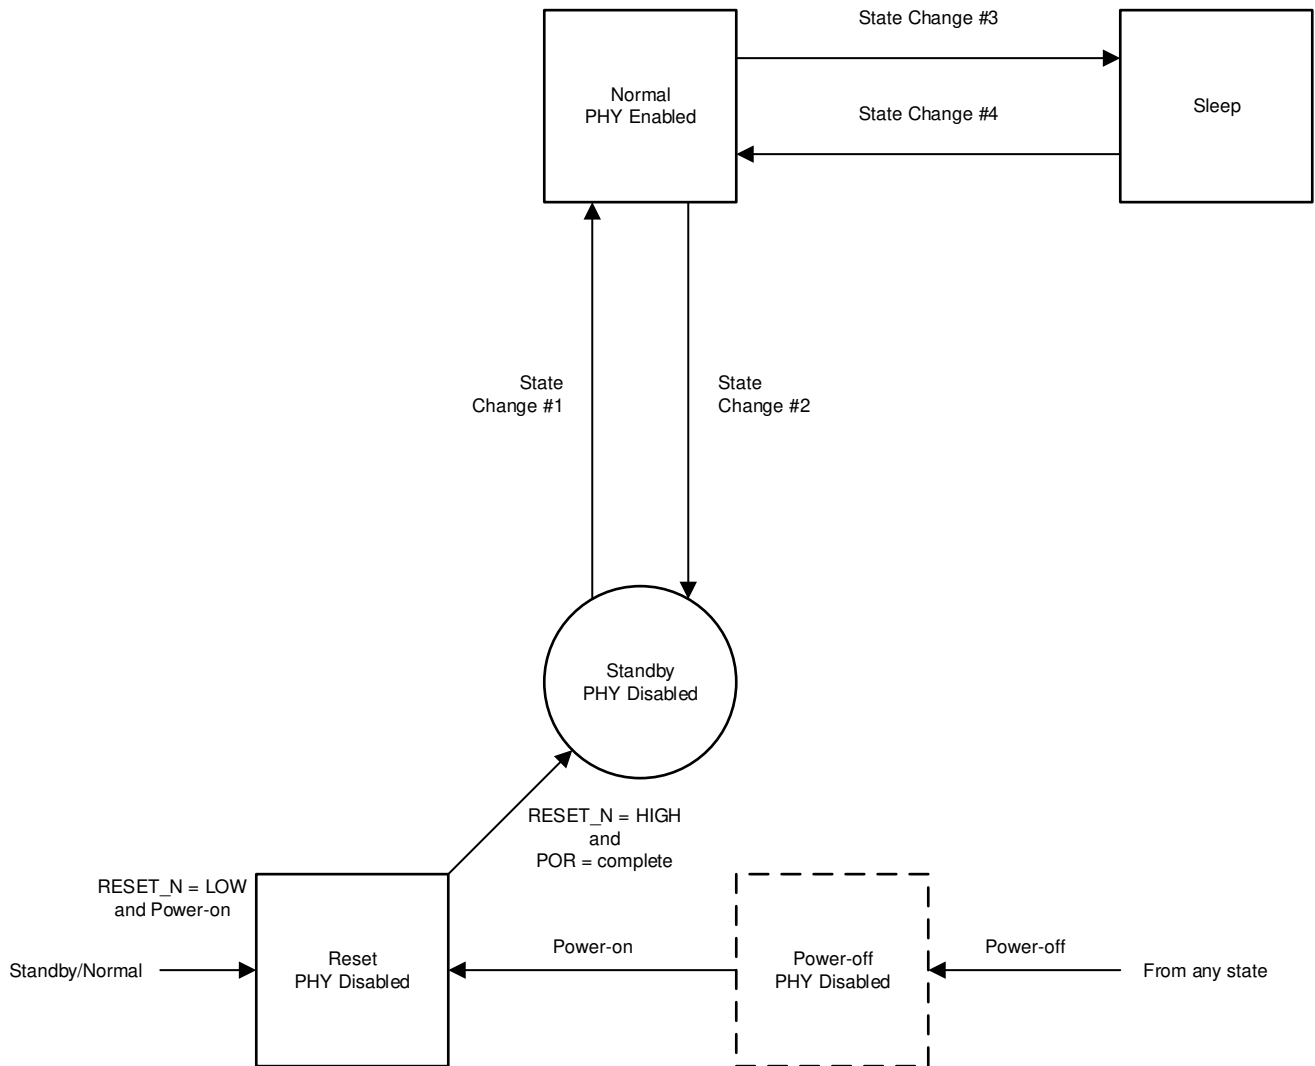 State Change #3
Normal
PHY Enabled
Sleep
State Change #4
State
Change #1
State
Change #2
Standby
PHY Disabled
RESET_N = HIGH
and
POR = complete
RESET_N = LOW
and Power-on
Standby/Normal
Reset
PHY Disabled
Power-on
Power-off
PHY Disabled
Power-off
From any state